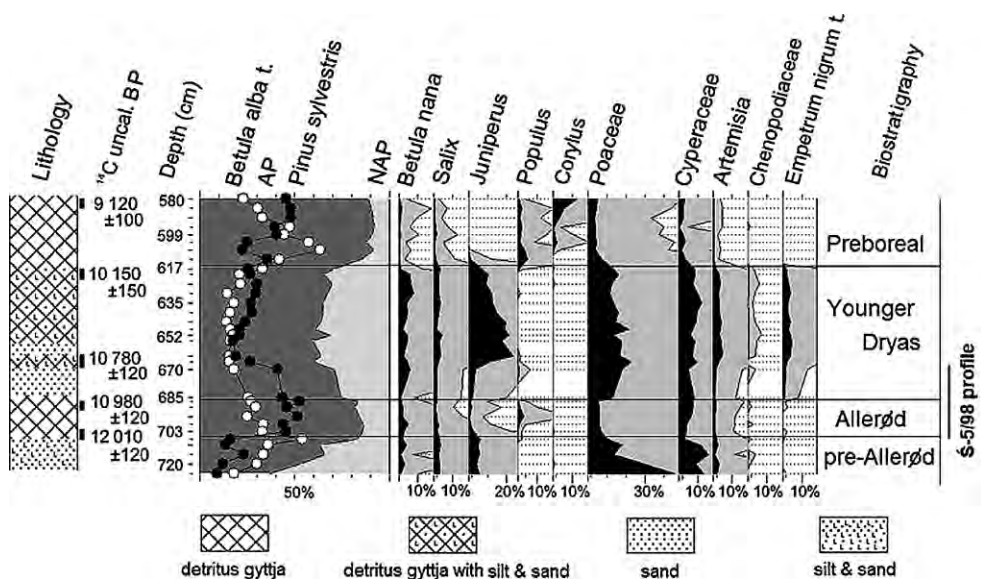 Lithology
¹⁴C uncal. BP
Depth (cm)
Betula alba t.
AP
Pinus sylvestris
NAP
Betula nana
Salix
Juniperus
Populus
Corylus
Poaceae
Cyperaceae
Artemisia
Chenopodiaceae
Empetrum nigrum t.
Biostratigraphy
9 120
±100
10 150
±150
10 780
±120
10 980
±120
12 010
±120
580
599
617
635
652
670
685
703
720
Preboreal
Younger
Dryas
Allerød
pre-Allerød
Ś-5/98 profile
50% 10% 10% 20% 10% 10% 30% 10% 10% 10% 10%
detritus gyttja
detritus gyttja with silt & sand
sand
silt & sand